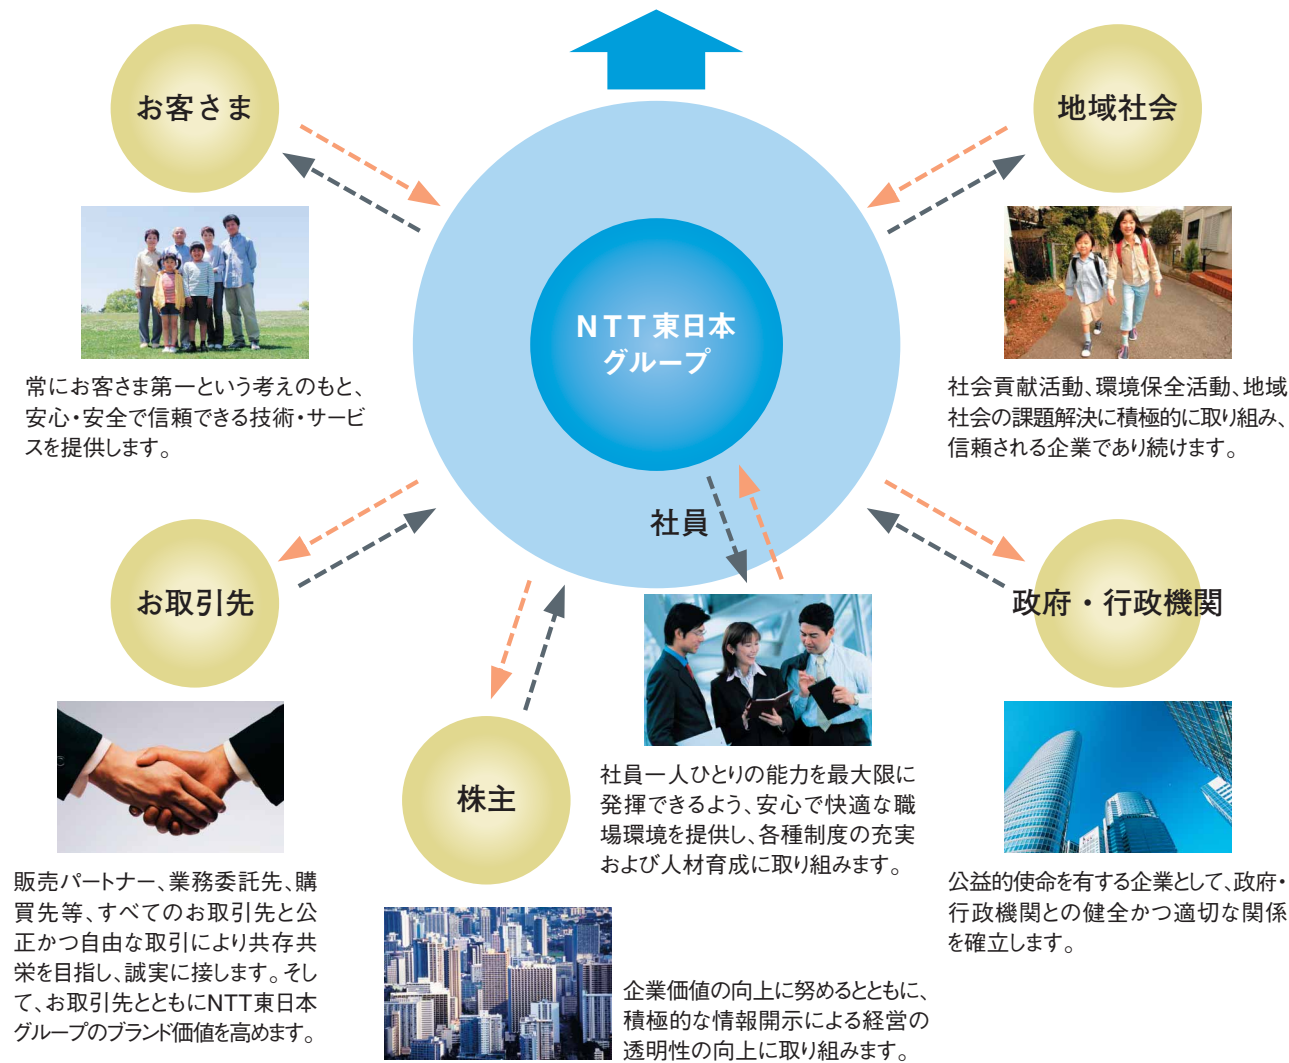 お客さま
地域社会
NTT東日本
グループ
常にお客さま第一という考えのもと、
安心・安全で信頼できる技術・サービ
スを提供します。
社会貢献活動、環境保全活動、地域
社会の課題解決に積極的に取り組み、
信頼される企業であり続けます。
社員
お取引先
政府・行政機関
株主
社員一人ひとりの能力を最大限に
発揮できるよう、安心で快適な職
場環境を提供し、各種制度の充実
および人材育成に取り組みます。
販売パートナー、業務委託先、購
買先等、すべてのお取引先と公
正かつ自由な取引により共存共
栄を目指し、誠実に接します。そし
て、お取引先とともにNTT東日本
グループのブランド価値を高めます。
公益的使命を有する企業として、政府・
行政機関との健全かつ適切な関係
を確立します。
企業価値の向上に努めるとともに、
積極的な情報開示による経営の
透明性の向上に取り組みます。